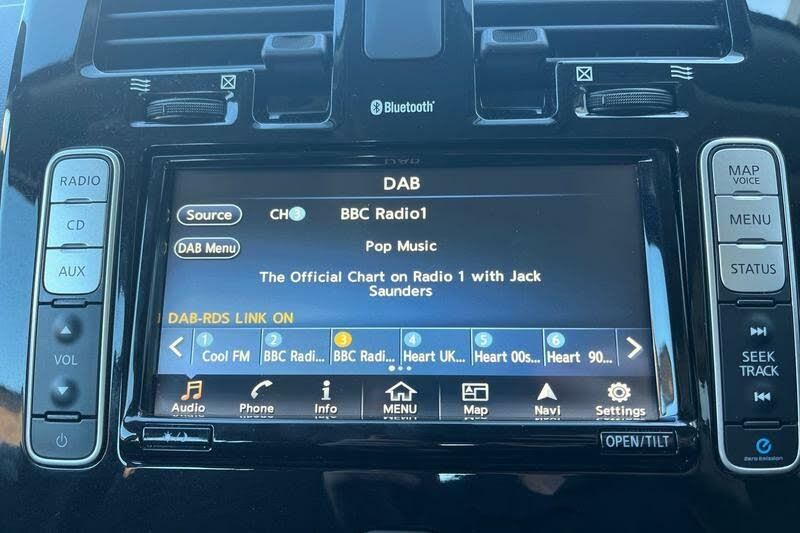 Bluetooth
RADIO
CD
AUX
VOL
DAB
Source
CH3 BBC Radio1
DAB Menu
Pop Music
The Official Chart on Radio 1 with Jack
Saunders
DAB-RDS LINK ON
1 2 3 4 5 6
Cool FM BBC Radi... BBC Radi... Heart UK... Heart 00s... Heart 90...
Audio Phone Info MENU Map Navi Settings
OPEN/TILT
MAP
VOICE
MENU
STATUS
SEEK
TRACK
Zero Emission